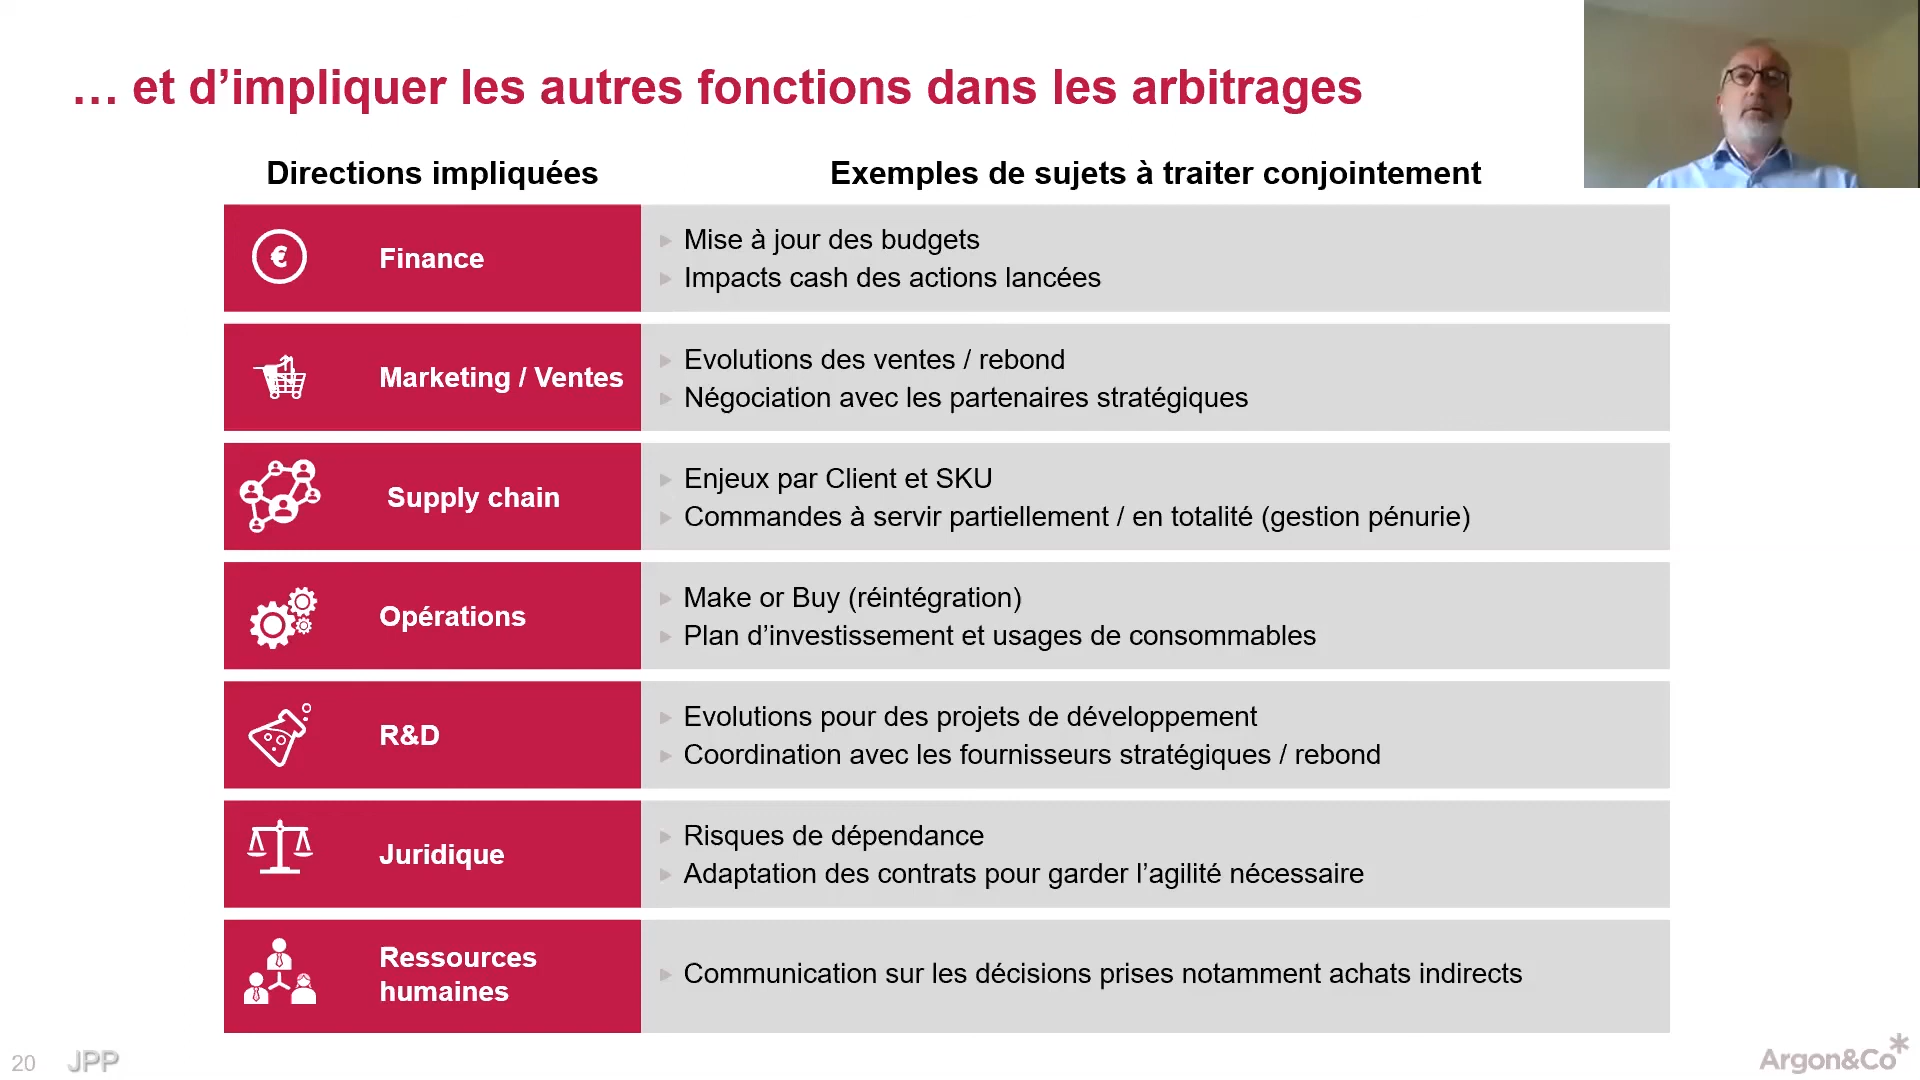 … et d’impliquer les autres fonctions dans les arbitrages
Directions impliquées
Exemples de sujets à traiter conjointement
€
Finance
Mise à jour des budgets
Impacts cash des actions lancées
Marketing / Ventes
Evolutions des ventes / rebond
Négociation avec les partenaires stratégiques
Supply chain
Enjeux par Client et SKU
Commandes à servir partiellement / en totalité (gestion pénurie)
Opérations
Make or Buy (réintégration)
Plan d’investissement et usages de consommables
R&D
Evolutions pour des projets de développement
Coordination avec les fournisseurs stratégiques / rebond
Juridique
Risques de dépendance
Adaptation des contrats pour garder l’agilité nécessaire
Ressources
humaines
Communication sur les décisions prises notamment achats indirects
20 JPP
Argon&Co*